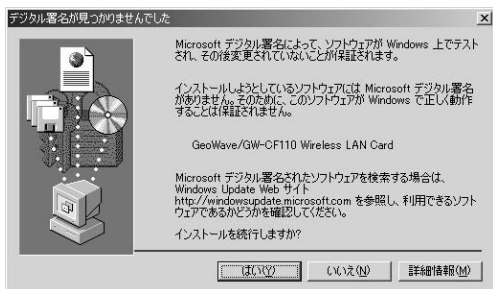 デジタル署名が見つかりませんでした
Microsoft デジタル署名によって、ソフトウェアが Windows 上でテスト
され、その後変更されていないことが保証されます。
インストールしようとしているソフトウェアには Microsoft デジタル署名
がありません。そのために、このソフトウェアが Windows で正しく動作
することは保証されません。
GeoWave/GW-CF110 Wireless LAN Card
Microsoft デジタル署名されたソフトウェアを検索する場合は、
Windows Update Web サイト
http://windowsupdate.microsoft.com を参照し、利用できるソフト
ウェアであるかどうかを確認してください。
インストールを続行しますか?
はい(Y) いいえ(N) 詳細情報(M)